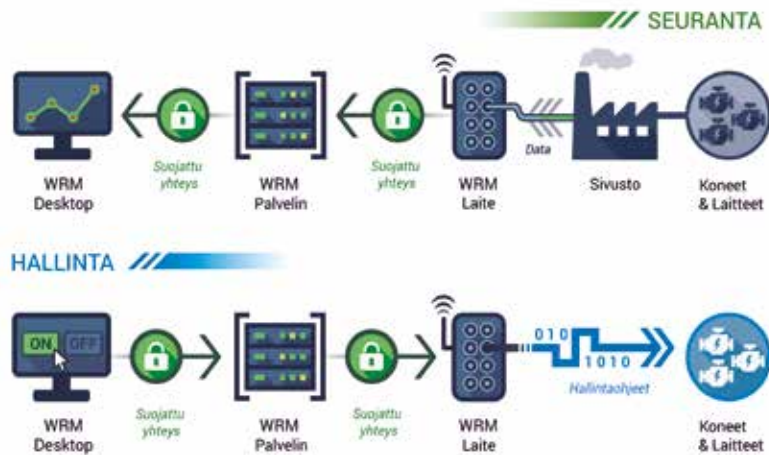 SEURANTA
Suojattu
yhteys
Suojattu
yhteys
Data
WRM
Desktop
WRM
Palvelin
WRM
Laite
Sivusto
Koneet
& Laitteet
HALLINTA
ON OFF
010
1010
Hallintaohjeet
Suojattu
yhteys
Suojattu
yhteys
WRM
Desktop
WRM
Palvelin
WRM
Laite
Koneet
& Laitteet